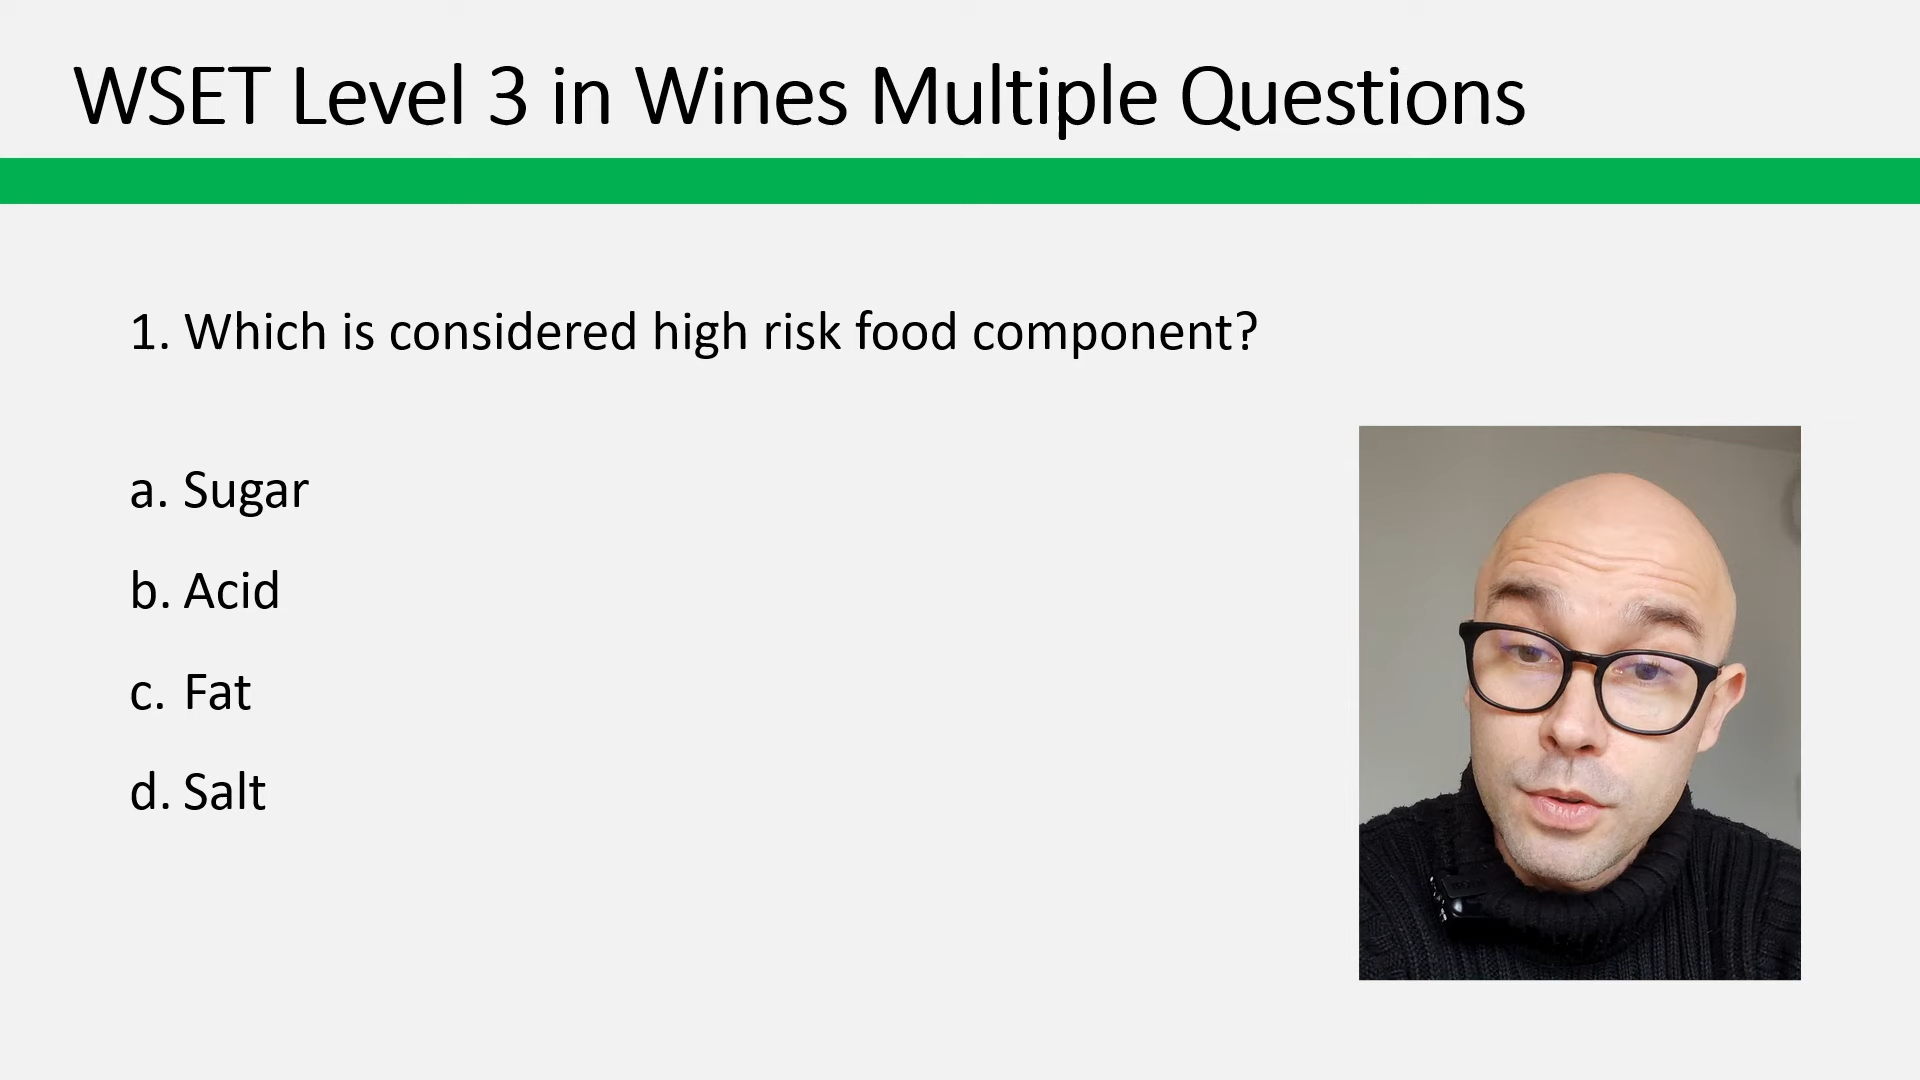 WSET Level 3 in Wines Multiple Questions
1. Which is considered high risk food component?
a. Sugar
b. Acid
c. Fat
d. Salt